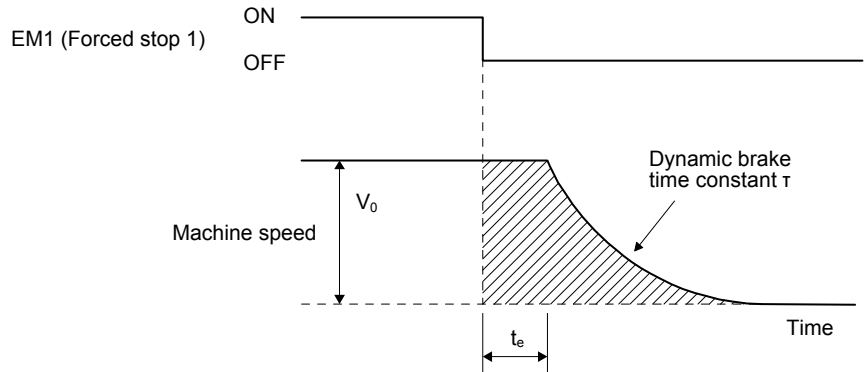 ON
EM1 (Forced stop 1)
OFF
Dynamic brake
time constant τ
V₀
Machine speed
Time
tₑ